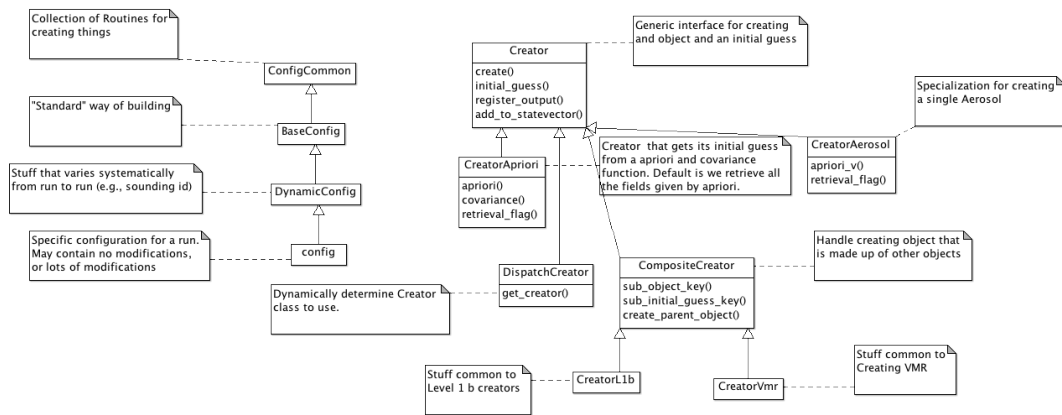 Collection of Routines for
creating things
ConfigCommon
"Standard" way of building
BaseConfig
Stuff that varies systematically
from run to run (e.g., sounding id)
DynamicConfig
Specific configuration for a run.
May contain no modifications,
or lots of modifications
config
Generic interface for creating
and object and an initial guess
Creator
create()
initial_guess()
register_output()
add_to_statevector()
Specialization for creating
a single Aerosol
CreatorApriori
apriori()
covariance()
retrieval_flag()
Creator that gets its initial guess
from a apriori and covariance
function. Default is we retrieve all
the fields given by apriori.
CreatorAerosol
apriori_v()
retrieval_flag()
Dynamically determine Creator
class to use.
DispatchCreator
get_creator()
CompositeCreator
sub_object_key()
sub_initial_guess_key()
create_parent_object()
Handle creating object that
is made up of other objects
Stuff common to
Level 1 b creators
CreatorL1b
CreatorVmr
Stuff common to
Creating VMR